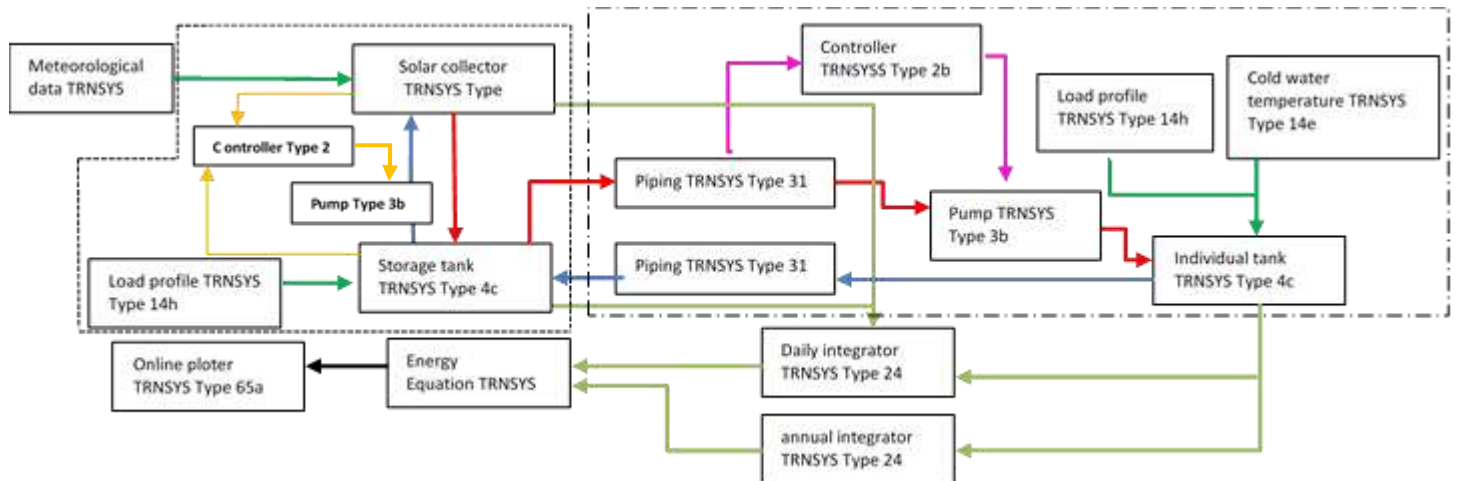 Meteorological
data TRNSYS
Solar collector
TRNSYS Type
C ontroller Type 2
Pump Type 3b
Load profile TRNSYS
Type 14h
Storage tank
TRNSYS Type 4c
Piping TRNSYS Type 31
Piping TRNSYS Type 31
Controller
TRNSYSS Type 2b
Pump TRNSYS
Type 3b
Load profile
TRNSYS Type 14h
Cold water
temperature TRNSYS
Type 14e
Individual tank
TRNSYS Type 4c
Online ploter
TRNSYS Type 65a
Energy
Equation TRNSYS
Daily integrator
TRNSYS Type 24
annual integrator
TRNSYS Type 24